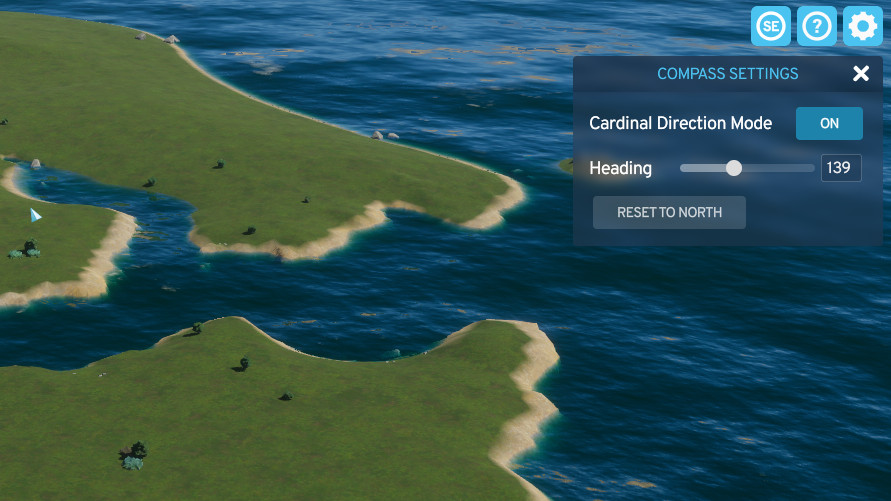 SE ?
COMPASS SETTINGS
Cardinal Direction Mode ON
Heading 139
RESET TO NORTH